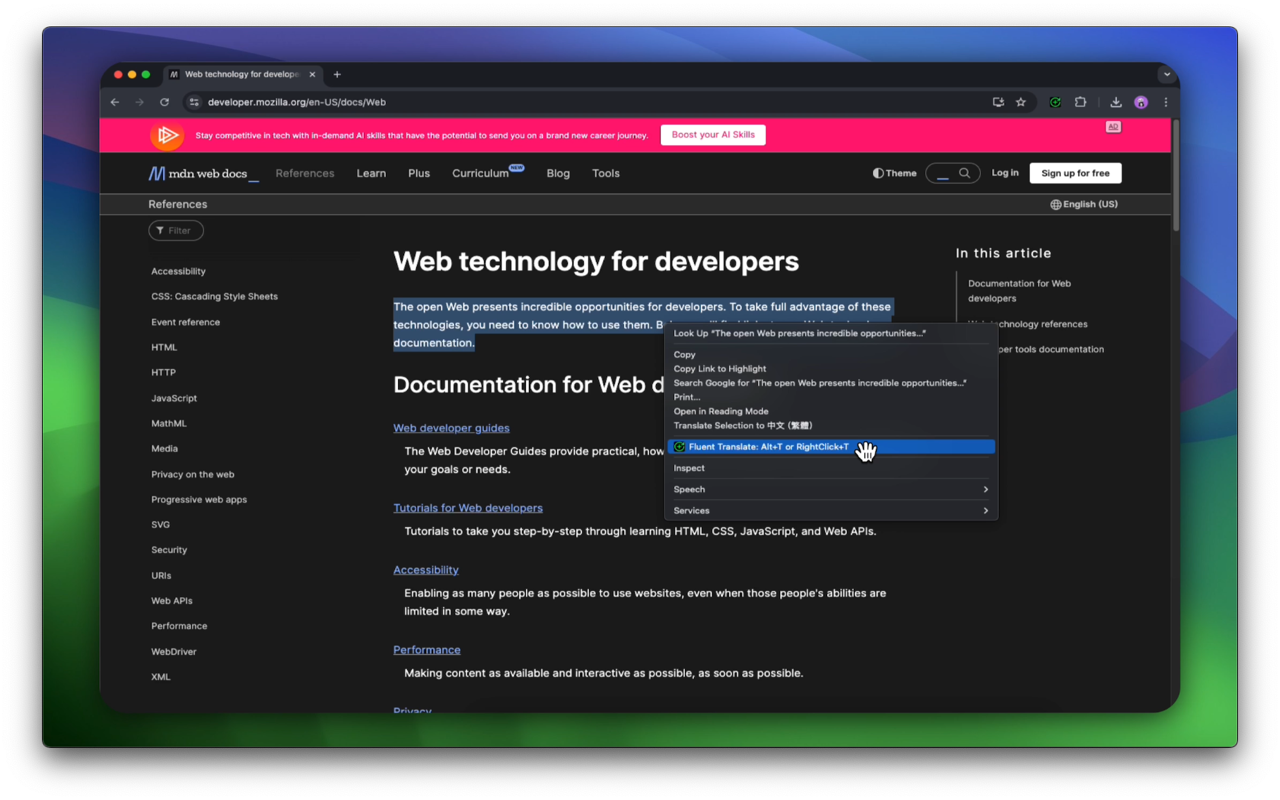 Web technology for develope
developer.mozilla.org/en-US/docs/Web
Stay competitive in tech with in-demand AI skills that have the potential to send you on a brand new career journey.
Boost your AI Skills
AD
mdn web docs
References
Learn
Plus
Curriculum
NEW
Blog
Tools
Theme
Log in
Sign up for free
References
English (US)
Filter
Accessibility
CSS: Cascading Style Sheets
Event reference
HTML
HTTP
JavaScript
MathML
Media
Privacy on the web
Progressive web apps
SVG
Security
URIs
Web APIs
Performance
WebDriver
XML
Web technology for developers
The open Web presents incredible opportunities for developers. To take full advantage of these
technologies, you need to know how to use them.
documentation.
Documentation for Web d
Web developer guides
The Web Developer Guides provide practical, how
your goals or needs.
Tutorials for Web developers
Tutorials to take you step-by-step through learning HTML, CSS, JavaScript, and Web APIs.
Accessibility
Enabling as many people as possible to use websites, even when those people's abilities are
limited in some way.
Performance
Making content as available and interactive as possible, as soon as possible.
Privacy
Look Up “The open Web presents incredible opportunities...”
Copy
Copy Link to Highlight
Search Google for “The open Web presents incredible opportunities...”
Print...
Open in Reading Mode
Translate Selection to 中文 (繁體)
Fluent Translate: Alt+T or RightClick+T
Inspect
Speech
Services
In this article
Documentation for Web
developers
technology references
per tools documentation